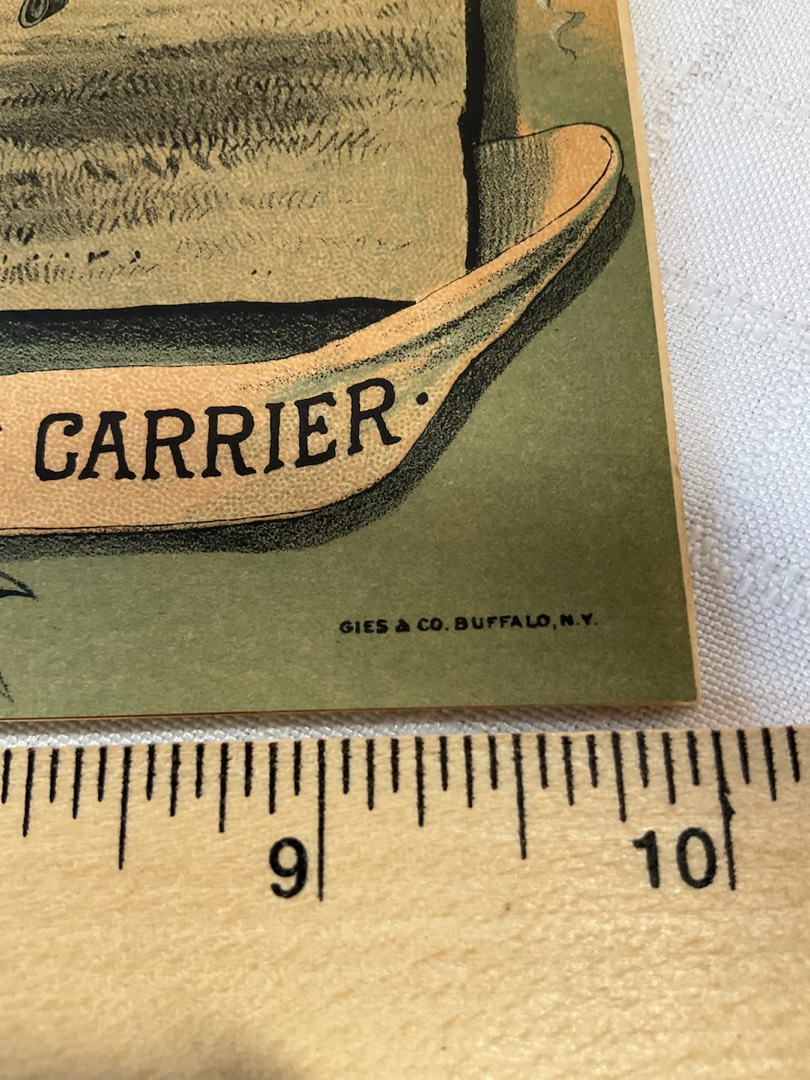 CARRIER.
GIES & CO. BUFFALO, N.Y.
9 10